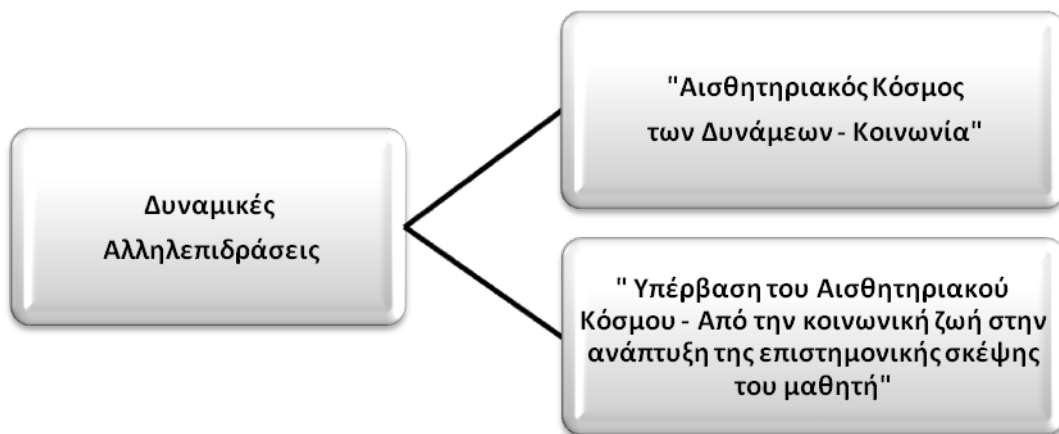 Δυναμικές
Αλληλεπιδράσεις
"Αισθητηριακός Κόσμος
των Δυνάμεων - Κοινωνία"
" Υπέρβαση του Αισθητηριακού
Κόσμου - Από την κοινωνική ζωή στην
ανάπτυξη της επιστημονικής σκέψης
του μαθητή"